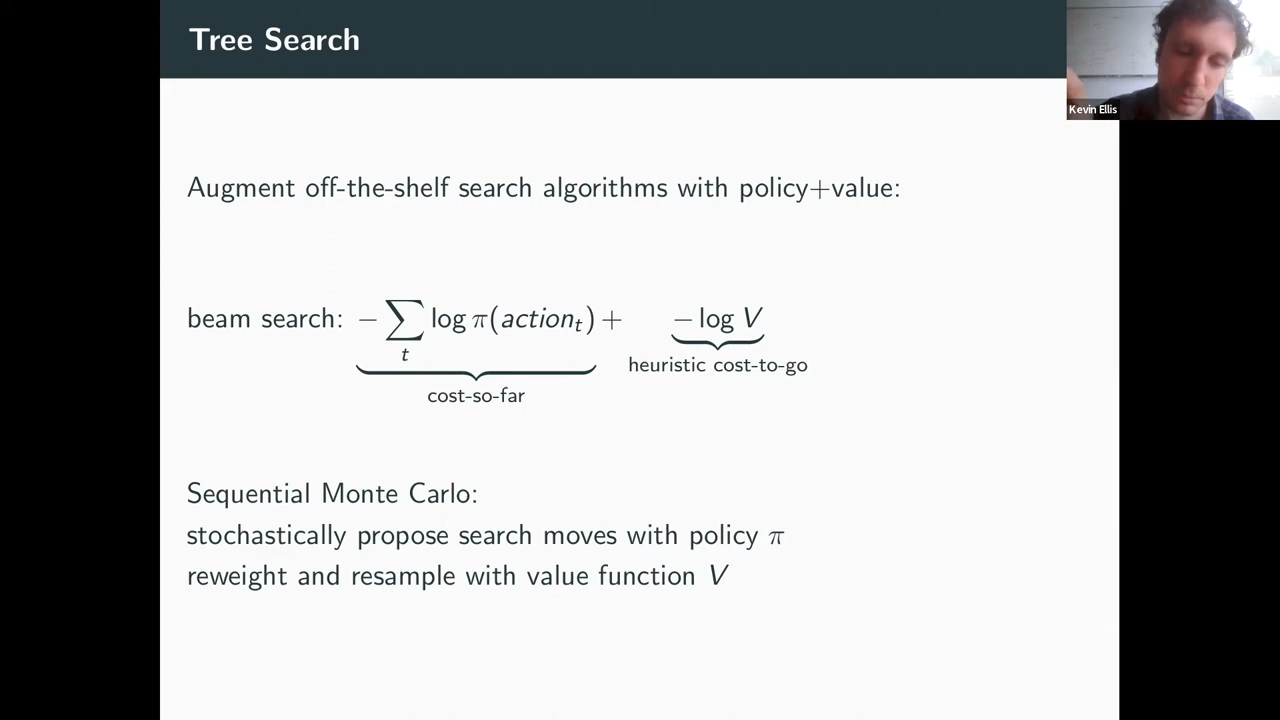 Tree Search
Kevin Ellis
Augment off-the-shelf search algorithms with policy+value:
beam search: − ∑ log π(action_t) + − log V
t
heuristic cost-to-go
cost-so-far
Sequential Monte Carlo:
stochastically propose search moves with policy π
reweight and resample with value function V